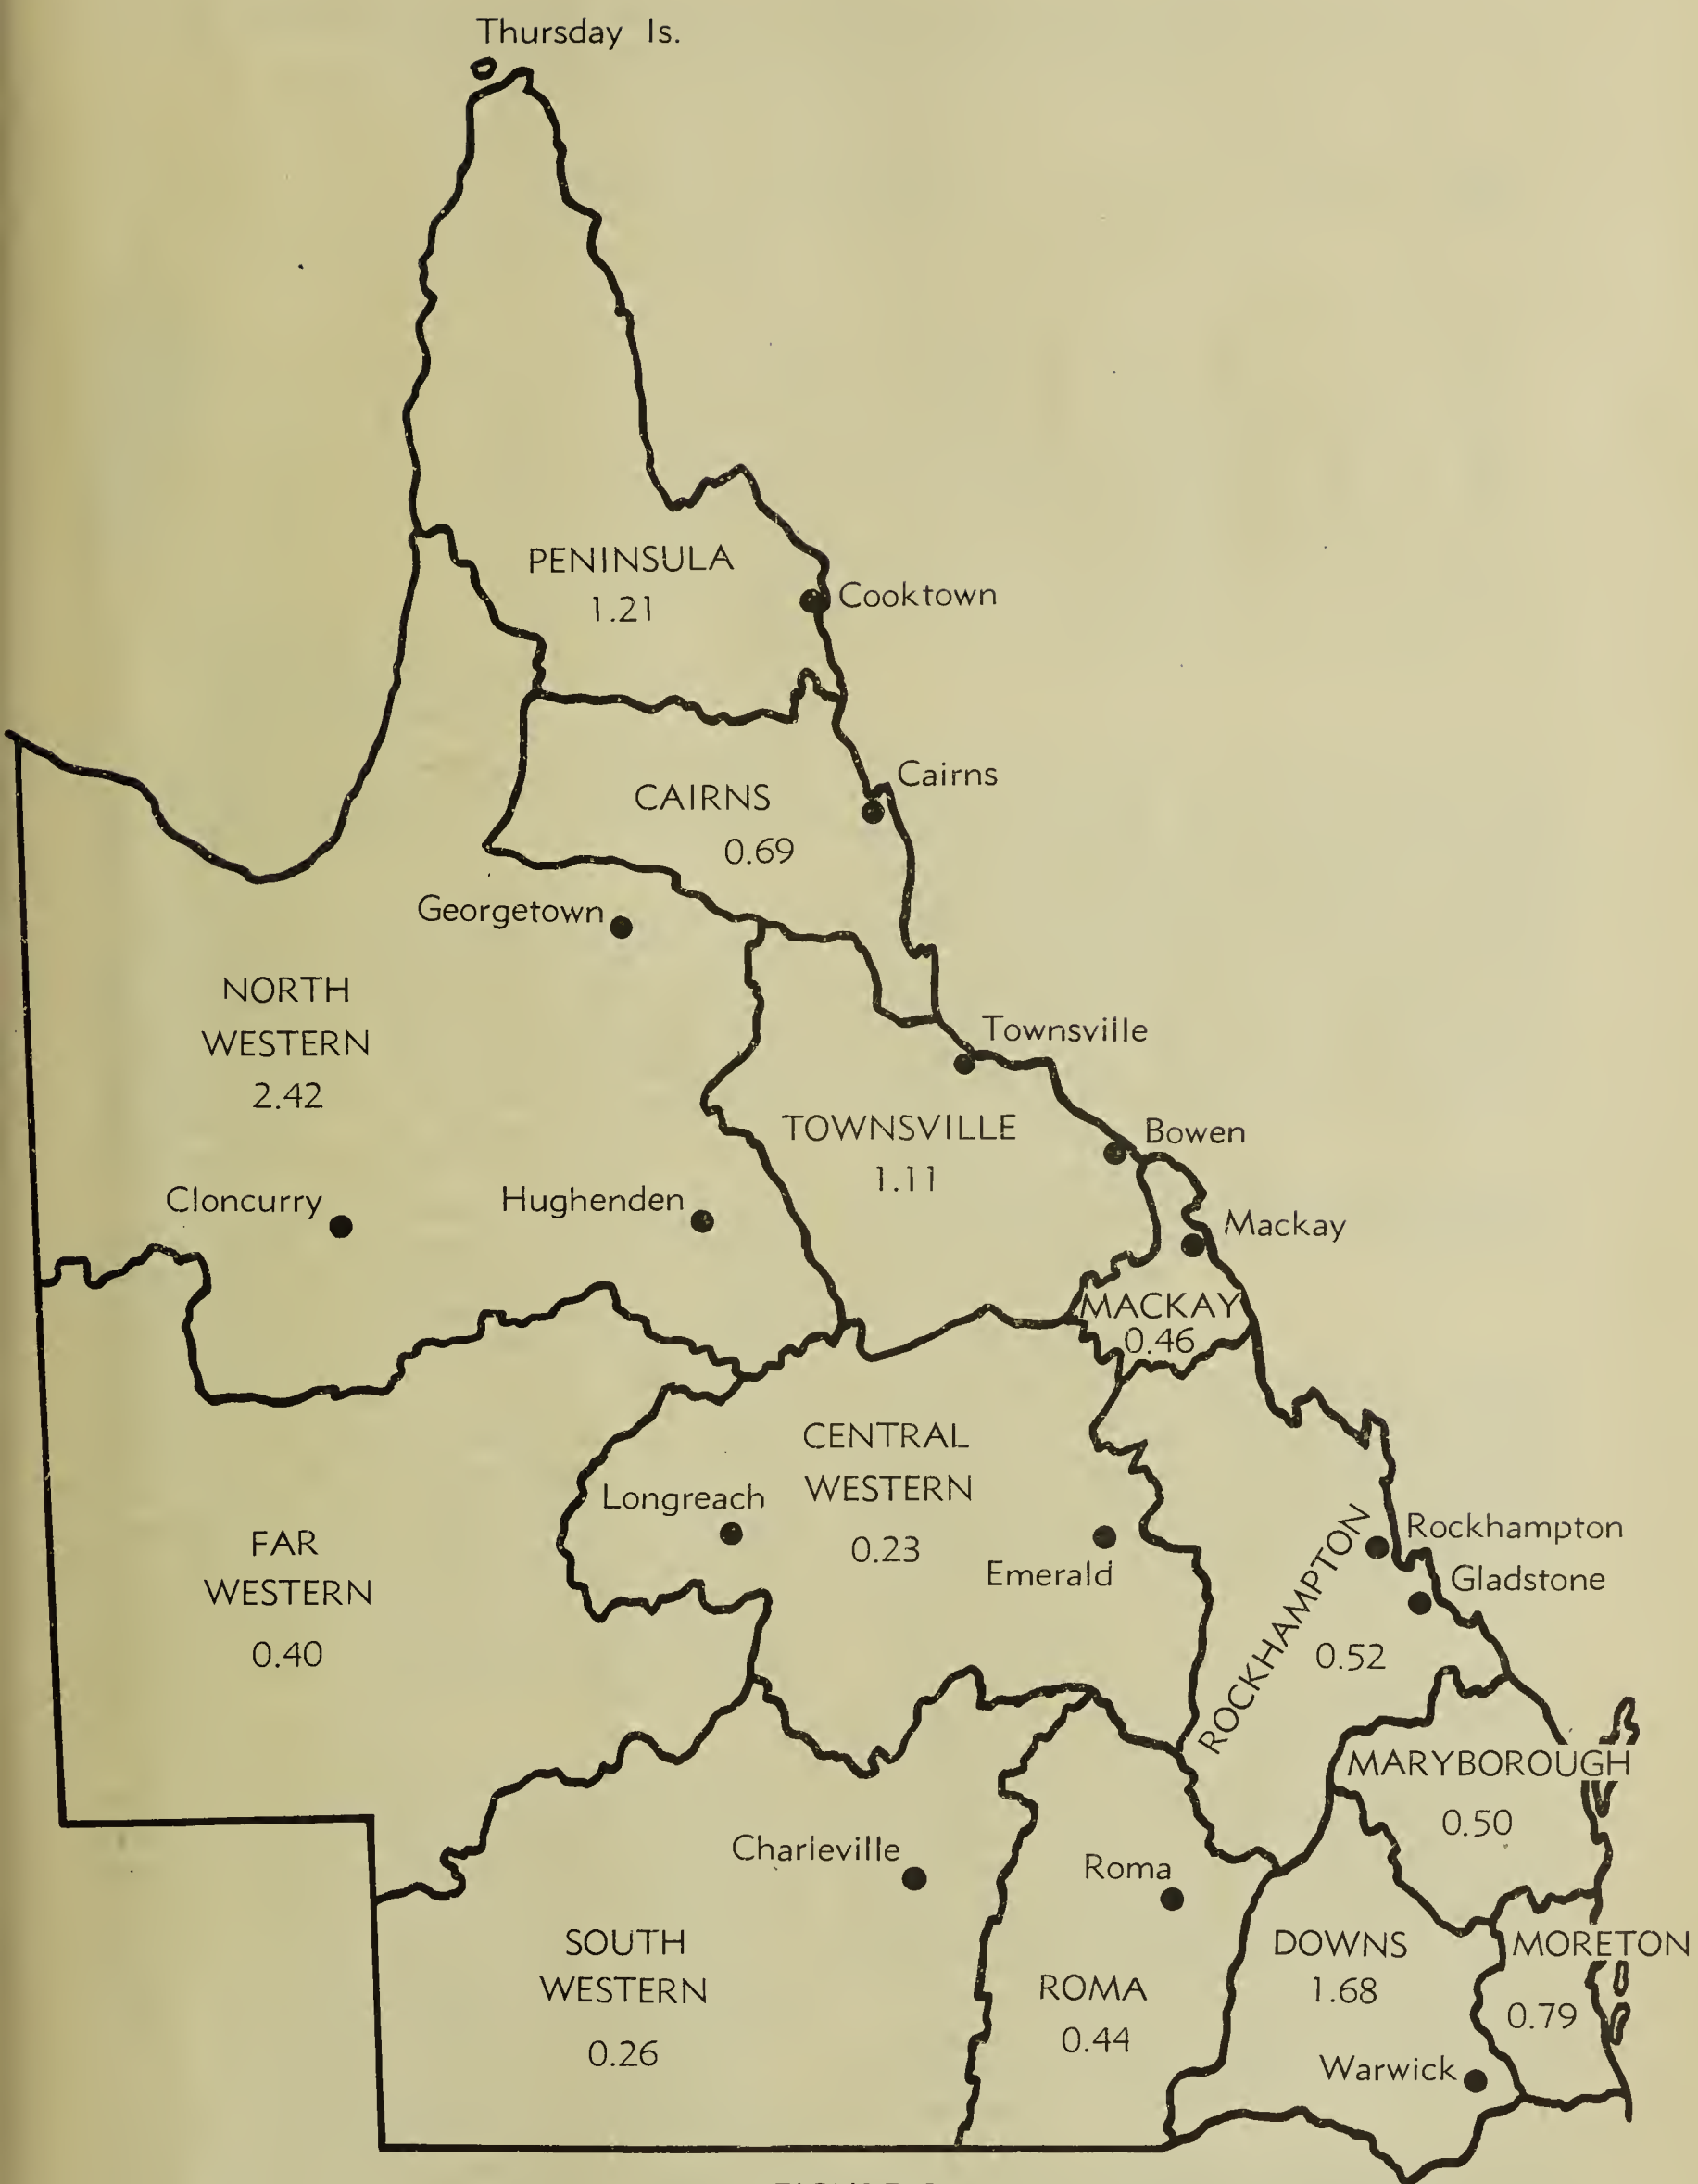 Thursday Is.
PENINSULA
1.21
Cooktown
Cairns
CAIRNS
0.69
Georgetown
NORTH
WESTERN
2.42
Townsville
TOWNSVILLE
1.11
Bowen
Cloncurry
Hughenden
Mackay
MACKAY
0.46
CENTRAL
WESTERN
0.23
Longreach
Emerald
FAR
WESTERN
0.40
Rockhampton
Gladstone
ROCKHAMPTON
0.52
MARYBOROUGH
0.50
Charleville
Roma
SOUTH
WESTERN
0.26
ROMA
0.44
DOWNS
1.68
MORETON
0.79
Warwick